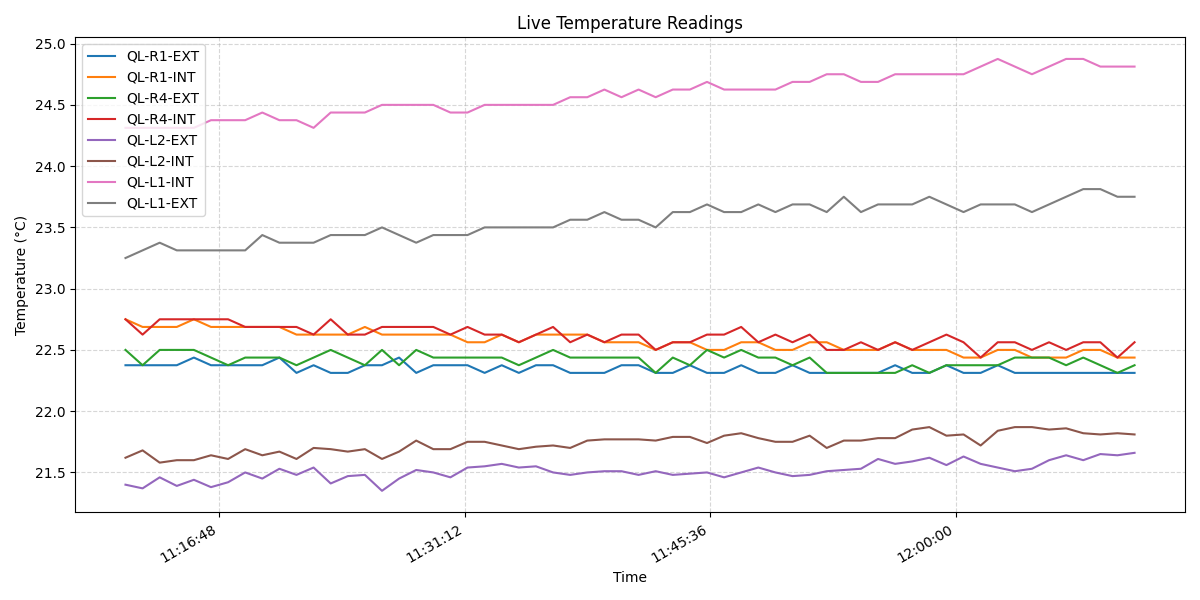 Live Temperature Readings
25.0
24.5
24.0
23.5
23.0
22.5
22.0
21.5
Temperature (°C)
QL-R1-EXT
QL-R1-INT
QL-R4-EXT
QL-R4-INT
QL-L2-EXT
QL-L2-INT
QL-L1-INT
QL-L1-EXT
11:16:48
11:31:12
11:45:36
12:00:00
Time